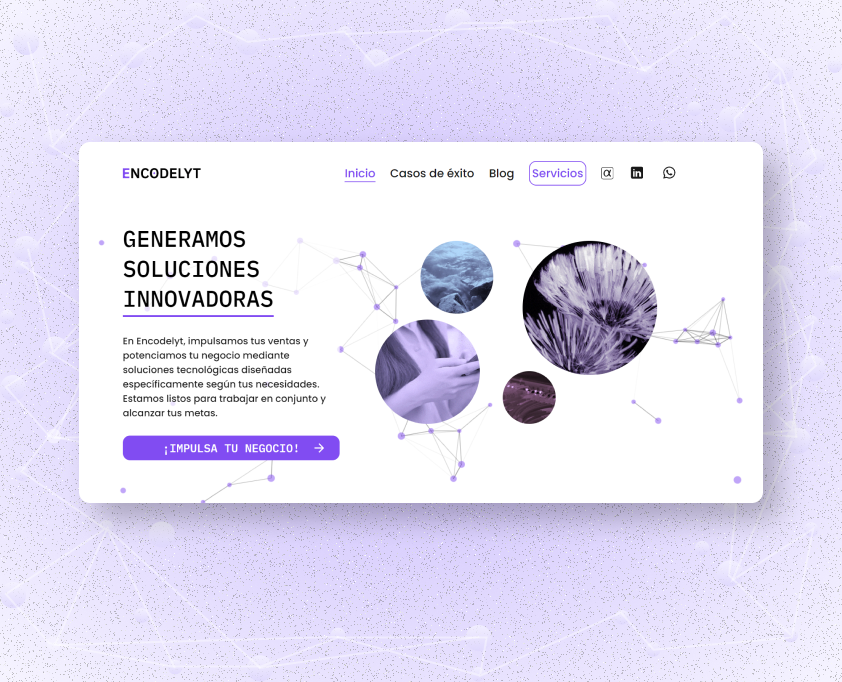 ENCODELYT
Inicio Casos de éxito Blog Servicios α in
GENERAMOS
SOLUCIONES
INNOVADORAS
En Encodelyt, impulsamos tus ventas y
potenciamos tu negocio mediante
soluciones tecnológicas diseñadas
específicamente según tus necesidades.
Estamos listos para trabajar en conjunto y
alcanzar tus metas.
¡IMPULSA TU NEGOCIO! →